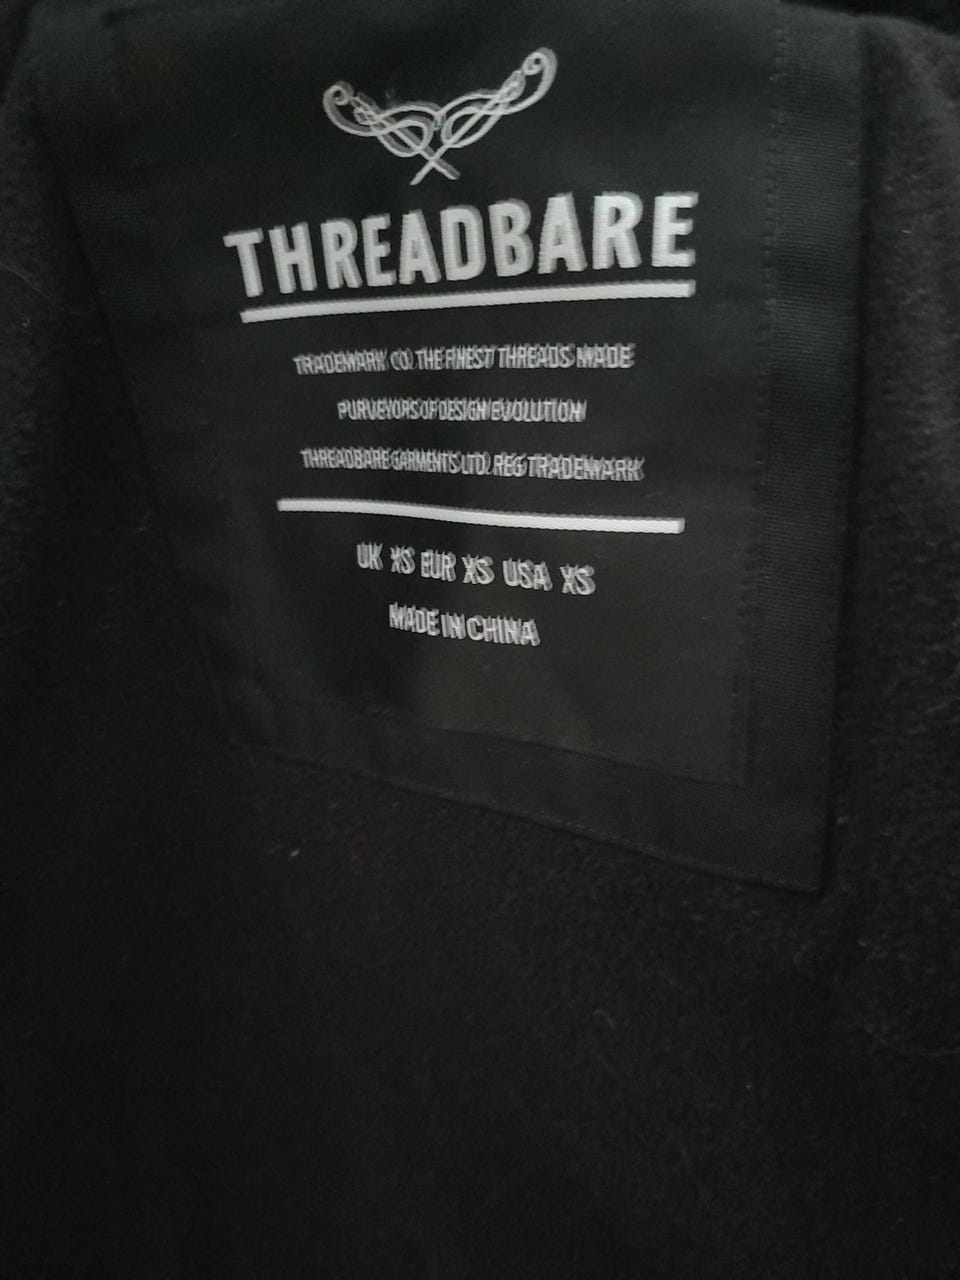 THREADBARE
TRADEMARK CO. THE FINEST THREADS MADE
PURVEYORS OF DESIGN EVOLUTION
THREADBARE GARMENTS LTD. REG TRADEMARK
UK XS EUR XS USA XS
MADE IN CHINA